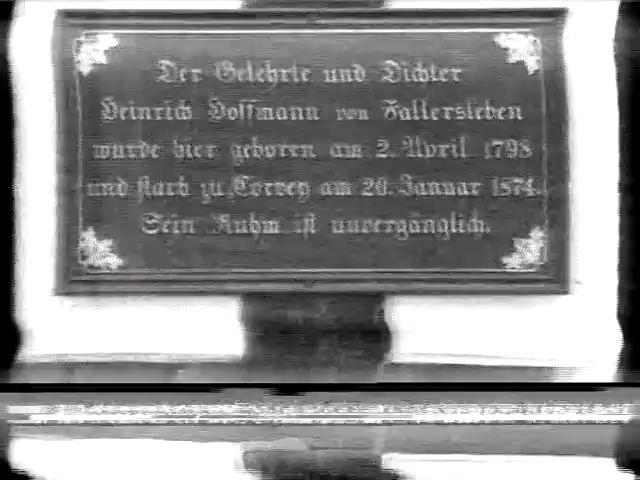 Der Gelehrte und Dichter
Heinrich Hoffmann von Fallersleben
wurde hier geboren am 2. April 1798
und starb zu Corvey am 20. Januar 1874.
Sein Ruhm ist unvergänglich.